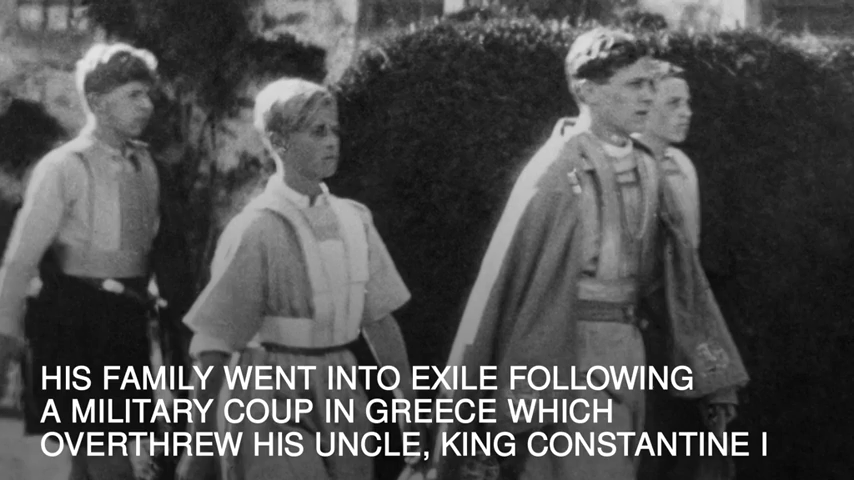 HIS FAMILY WENT INTO EXILE FOLLOWING
A MILITARY COUP IN GREECE WHICH
OVERTHREW HIS UNCLE, KING CONSTANTINE I